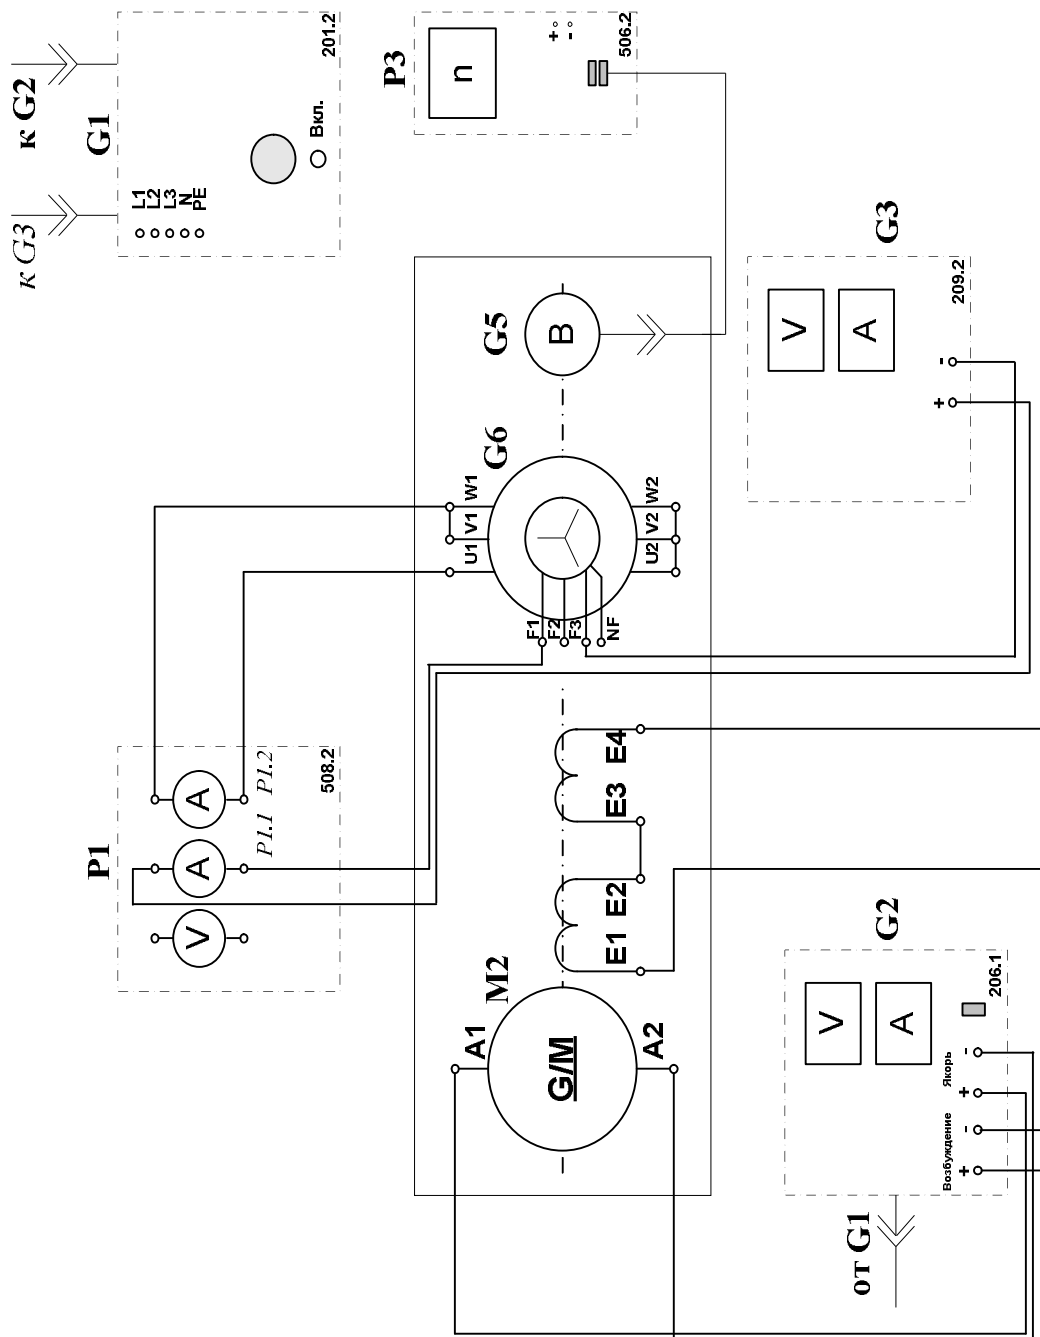 к G2
к G3
G1
201.2
L1
L2
L3
N
PE
Вкл.
P3
n
+
-
506.2
G5
B
G6
U1
V1
W1
U2
V2
W2
F1
F2
F3
NF
G3
V
A
209.2
-
+
P1
A
A
V
P1.2
P1.1
508.2
E4
E3
E2
E1
M2
G/M
A1
A2
G2
V
A
206.1
Якорь
-
+
Возбуждение
-
+
от G1